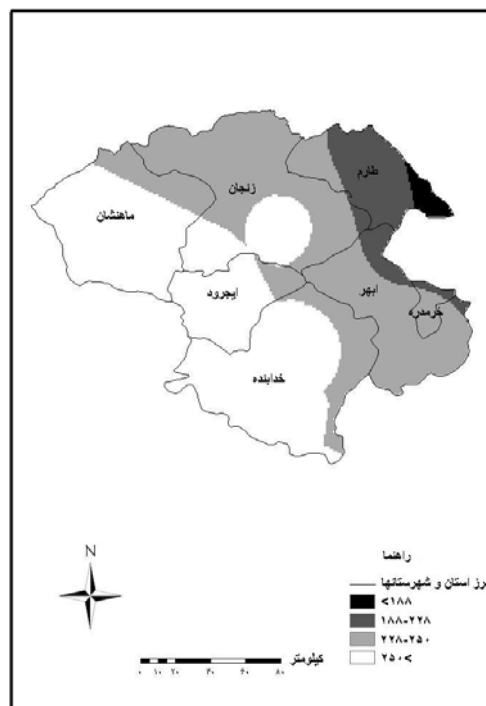 طارم
زنجان
ماهنشان
ابهر
ایجرود
خرمدره
خدابنده
N
راهنما
مرز استان و شهرستانها
<۱۸۸
۱۸۸-۲۲۸
۲۲۸-۲۵۰
۲۵۰>
کیلومتر
۰ ۱۰ ۲۰ ۴۰ ۶۰ ۸۰